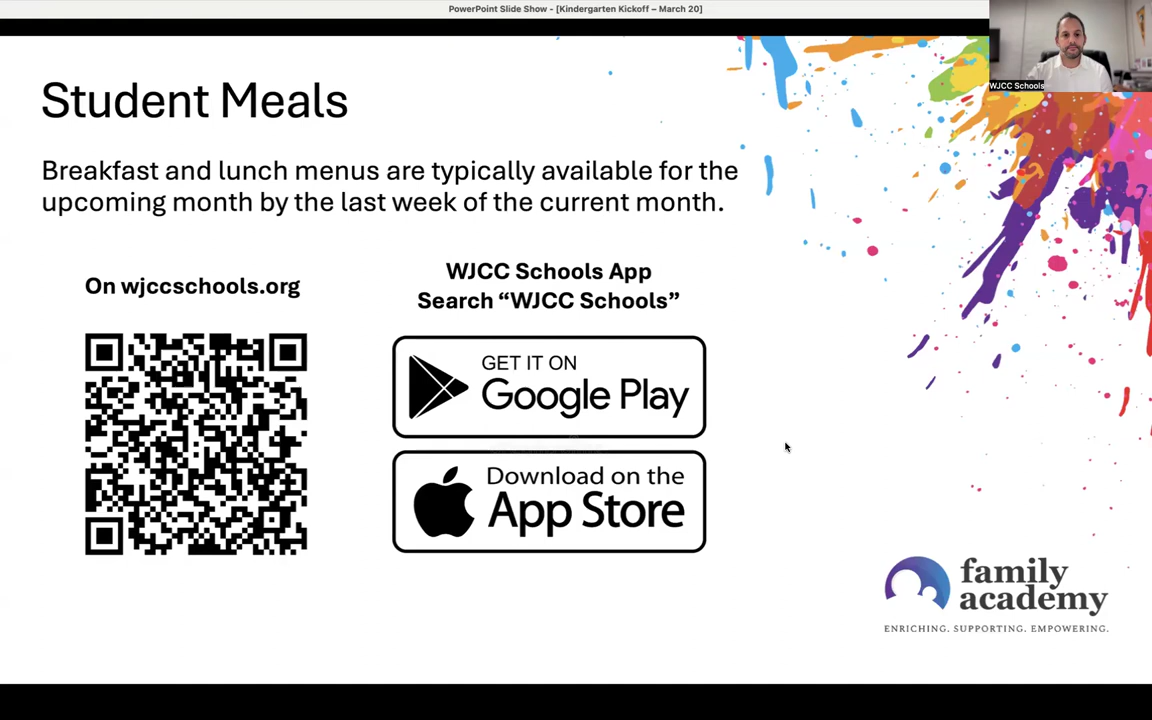 PowerPoint Slide Show - [Kindergarten Kickoff – March 20]
WJCC Schools
Student Meals
Breakfast and lunch menus are typically available for the
upcoming month by the last week of the current month.
On wjccschools.org
WJCC Schools App
Search “WJCC Schools”
GET IT ON
Google Play
Download on the
App Store
family
academy
ENRICHING. SUPPORTING. EMPOWERING.